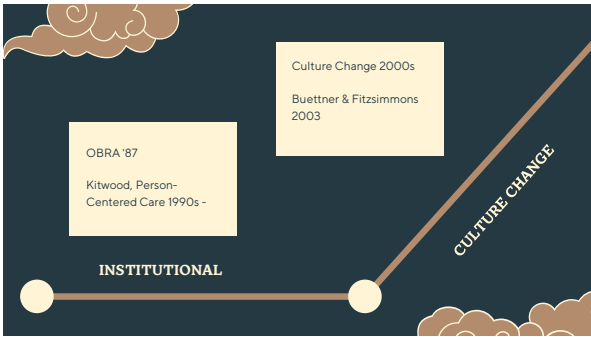 Culture Change 2000s
Buettner & Fitzsimmons
2003
OBRA '87
Kitwood, Person-
Centered Care 1990s -
INSTITUTIONAL
CULTURE CHANGE